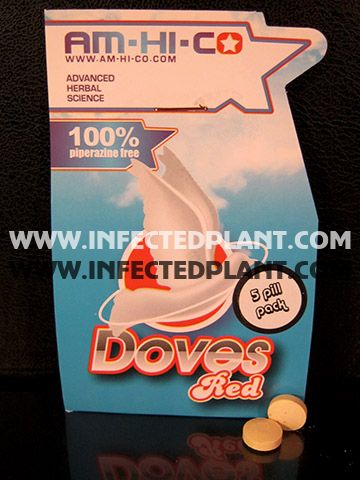 AM-HI-CO
WWW.AM-HI-CO.COM
ADVANCED
HERBAL
SCIENCE
100%
piperazine free
WWW.INFECTEDPLANT.COM
WWW.INFECTEDPLANT.CO
5 pill
pack
Doves
Red